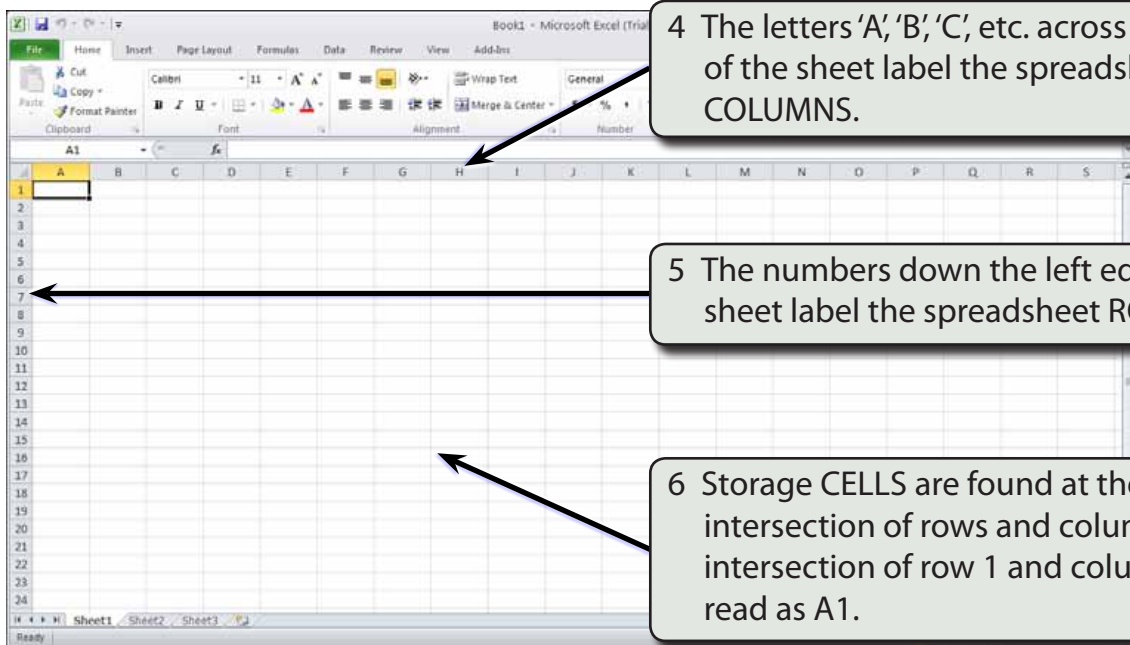 Book1 - Microsoft Excel (Trial
File Home Insert Page Layout Formulas Data Review View Add-Ins
Cut
Copy
Paste
Format Painter
Calibri 11 A A
B I U A
Wrap Text
Merge & Center
General
$ %
Clipboard Font Alignment Number
A1 fx
A B C D E F G H I J K L M N O P Q R S
1
2
3
4
5
6
7
8
9
10
11
12
13
14
15
16
17
18
19
20
21
22
23
24
Sheet1 Sheet2 Sheet3
Ready
4 The letters ‘A’, ‘B’, ‘C’, etc. across
of the sheet label the
COLUMNS.
5 The numbers down the left
sheet label the spreadsheet
6 Storage CELLS are found at
intersection of rows and
intersection of row 1 and
read as A1.